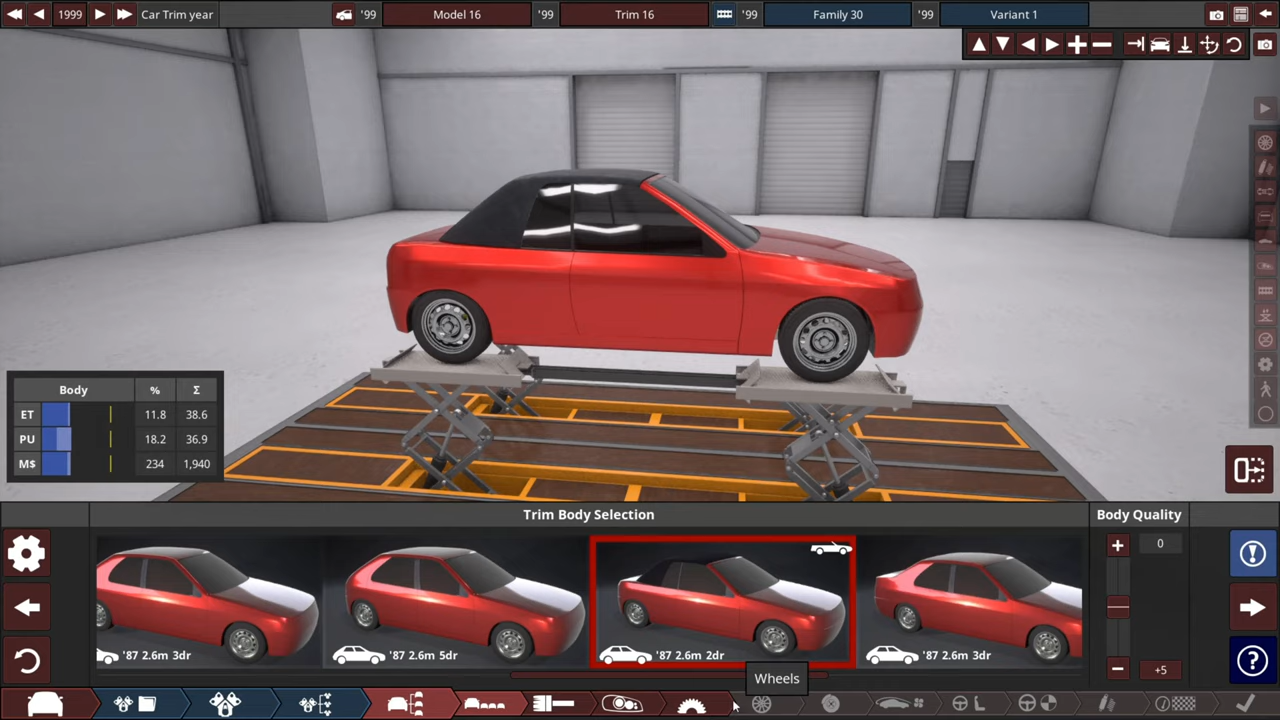 1999 Car Trim year '99 Model 16 '99 Trim 16 '99 Family 30 '99 Variant 1
Body % Σ
ET 11.8 38.6
PU 18.2 36.9
M$ 234 1,940
Trim Body Selection
Body Quality
0
+5
'87 2.6m 3dr
'87 2.6m 5dr
'87 2.6m 2dr
'87 2.6m 3dr
Wheels